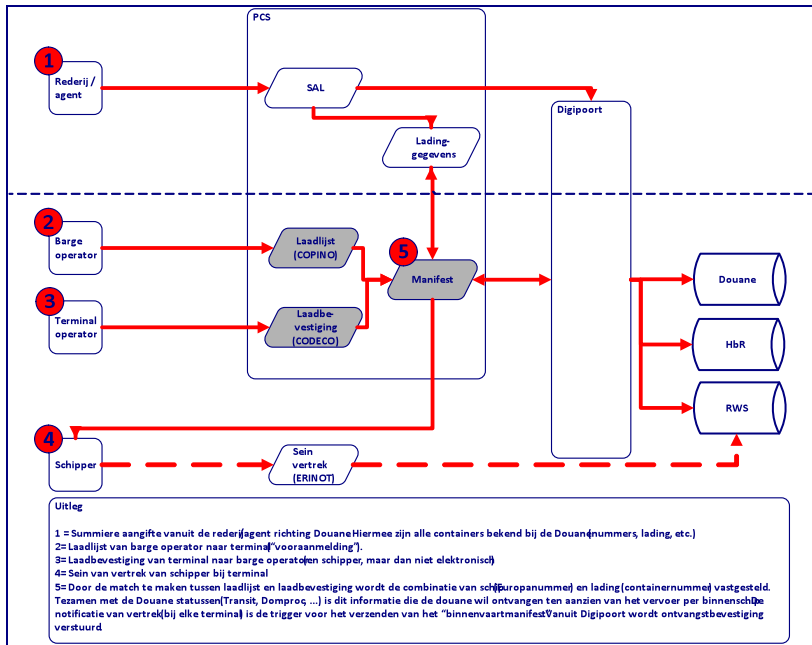 PCS
1
Rederij /
agent
SAL
Digipoort
Lading-
gegevens
2
Barge
operator
Laadlijst
(COPINO)
5
Manifest
Douane
3
Terminal
operator
Laadbe-
vestiging
(CODECO)
HbR
RWS
4
Schipper
Sein
vertrek
(ERINOT)
Uitleg
1 = Summiere aangifte vanuit de rederij/agent richting Douane. Hiermee zijn alle containers bekend bij de Douane (nummers, lading, etc.)
2= Laadlijst van barge operator naar terminal (“vooraanmelding”).
3= Laadbevestiging van terminal naar barge operator (en schipper, maar dan niet elektronisch)
4= Sein van vertrek van schipper bij terminal
5= Door de match te maken tussen laadlijst en laadbevestiging wordt de combinatie van schip (Europanummer) en lading (containernummer) vastgesteld.
Tezamen met de Douane statussen (Transit, Domproc, ...) is dit informatie die de douane wil ontvangen ten aanzien van het vervoer per binnenschip. De
notificatie van vertrek (bij elke terminal) is de trigger voor het verzenden van het “binnenvaartmanifest”. Vanuit Digipoort wordt ontvangstbevestiging
verstuurd.